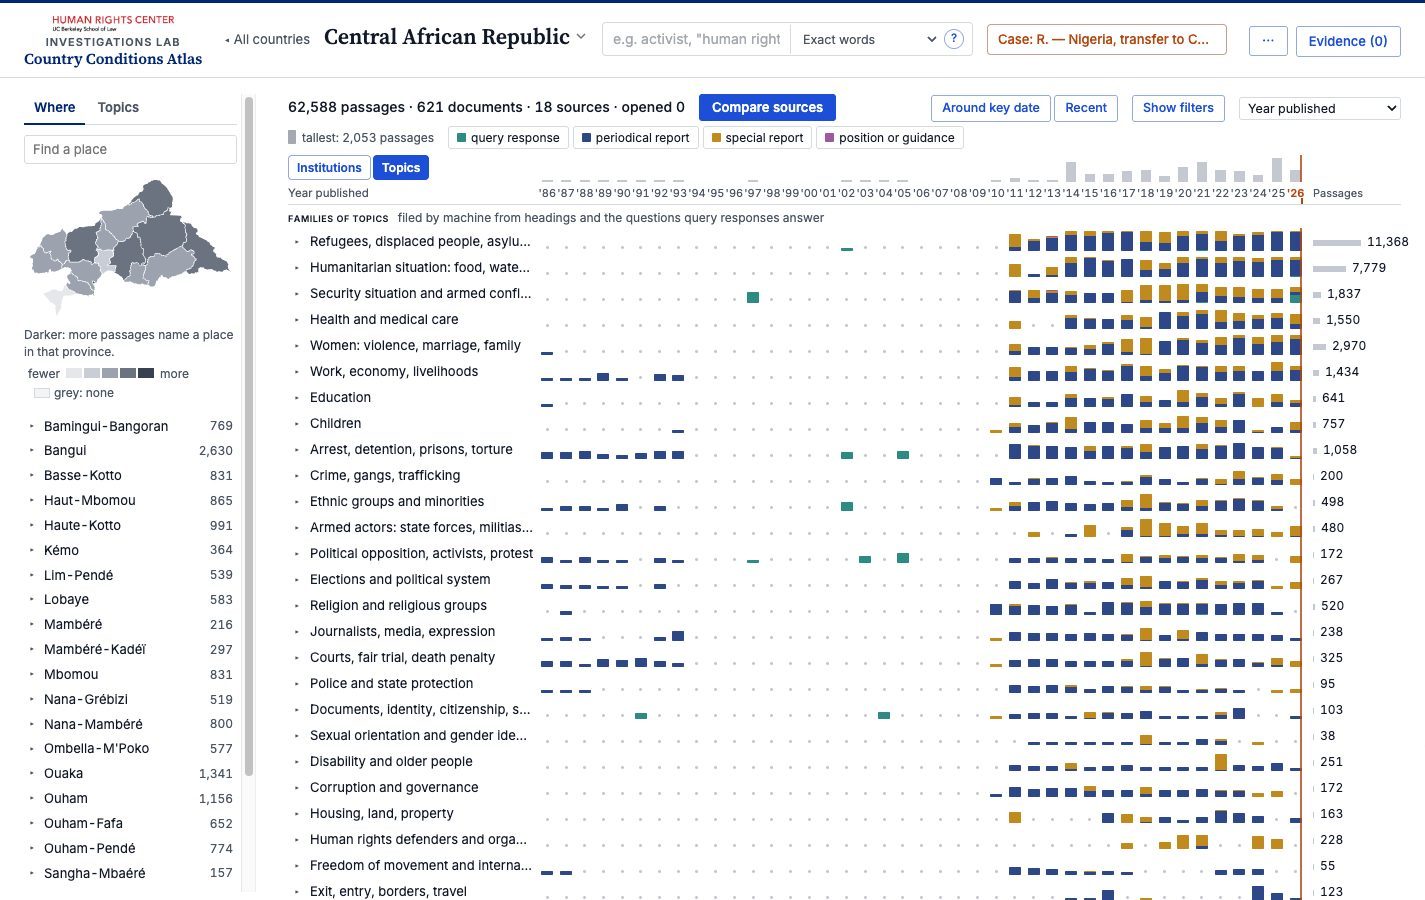 HUMAN RIGHTS CENTER
UC Berkeley School of Law
INVESTIGATIONS LAB
Country Conditions Atlas
◂ All countries
Central African Republic
e.g. activist, "human right
Exact words
?
Case: R. — Nigeria, transfer to C...
...
Evidence (0)
Where
Topics
Find a place
Darker: more passages name a place
in that province.
fewer
more
grey: none
Bamingui-Bangoran 769
Bangui 2,630
Basse-Kotto 831
Haut-Mbomou 865
Haute-Kotto 991
Kémo 364
Lim-Pendé 539
Lobaye 583
Mambéré 216
Mambéré-Kadéï 297
Mbomou 831
Nana-Grébizi 519
Nana-Mambéré 800
Ombella-M'Poko 577
Ouaka 1,341
Ouham 1,156
Ouham-Fafa 652
Ouham-Pendé 774
Sangha-Mbaéré 157
62,588 passages · 621 documents · 18 sources · opened 0
Compare sources
Around key date
Recent
Show filters
Year published
tallest: 2,053 passages
query response
periodical report
special report
position or guidance
Institutions
Topics
Year published
'86 '87 '88 '89 '90 '91 '92 '93 '94 '95 '96 '97 '98 '99 '00 '01 '02 '03 '04 '05 '06 '07 '08 '09 '10 '11 '12 '13 '14 '15 '16 '17 '18 '19 '20 '21 '22 '23 '24 '25 '26
Passages
FAMILIES OF TOPICS filed by machine from headings and the questions query responses answer
Refugees, displaced people, asylu... 11,368
Humanitarian situation: food, wate... 7,779
Security situation and armed confl... 1,837
Health and medical care 1,550
Women: violence, marriage, family 2,970
Work, economy, livelihoods 1,434
Education 641
Children 757
Arrest, detention, prisons, torture 1,058
Crime, gangs, trafficking 200
Ethnic groups and minorities 498
Armed actors: state forces, militias... 480
Political opposition, activists, protest 172
Elections and political system 267
Religion and religious groups 520
Journalists, media, expression 238
Courts, fair trial, death penalty 325
Police and state protection 95
Documents, identity, citizenship, s... 103
Sexual orientation and gender ide... 38
Disability and older people 251
Corruption and governance 172
Housing, land, property 163
Human rights defenders and orga... 228
Freedom of movement and interna... 55
Exit, entry, borders, travel 123